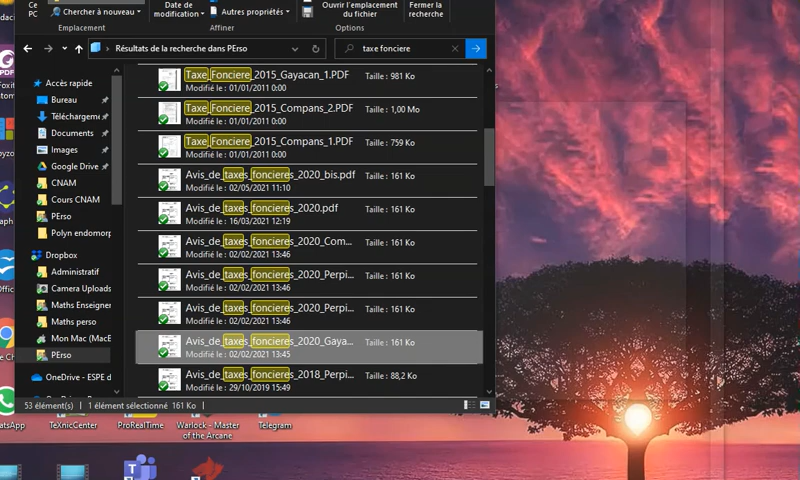 Ce
PC
Chercher à nouveau
Emplacement
Date de
modification
Autres propriétés
Affiner
Ouvrir l'emplacement
du fichier
Fermer la
recherche
Résultats de la recherche dans PErso
taxe fonciere
Accès rapide
Bureau
Téléchargeme
Documents
Images
Google Drive
CNAM
Cours CNAM
PErso
Polyn endomorp
Dropbox
Administratif
Camera Uploads
Maths Enseigner
Maths perso
Mon Mac (MacB
PErso
OneDrive - ESPE d
Taxe_Fonciere_2015_Gayacan_1.PDF
Modifié le : 01/01/2011 0:00
Taille : 981 Ko
Taxe_Fonciere_2015_Compans_2.PDF
Modifié le : 01/01/2011 0:00
Taille : 1,00 Mo
Taxe_Fonciere_2015_Compans_1.PDF
Modifié le : 01/01/2011 0:00
Taille : 759 Ko
Avis_de_taxes_foncieres_2020_bis.pdf
Modifié le : 02/05/2021 11:10
Taille : 161 Ko
Avis_de_taxes_foncieres_2020.pdf
Modifié le : 16/03/2021 12:19
Taille : 161 Ko
Avis_de_taxes_foncieres_2020_Com...
Modifié le : 02/02/2021 13:46
Taille : 161 Ko
Avis_de_taxes_foncieres_2020_Perpi...
Modifié le : 02/02/2021 13:46
Taille : 161 Ko
Avis_de_taxes_foncieres_2020_Perpi...
Modifié le : 02/02/2021 13:46
Taille : 161 Ko
Avis_de_taxes_foncieres_2020_Gaya...
Modifié le : 02/02/2021 13:45
Taille : 161 Ko
Avis_de_taxes_foncieres_2018_Perpi...
Modifié le : 29/10/2019 15:49
Taille : 88,2 Ko
53 élément(s)
1 élément sélectionné 161 Ko
atsApp
TeXnicCenter
ProRealTime
Warlock - Master
of the Arcane
Telegram